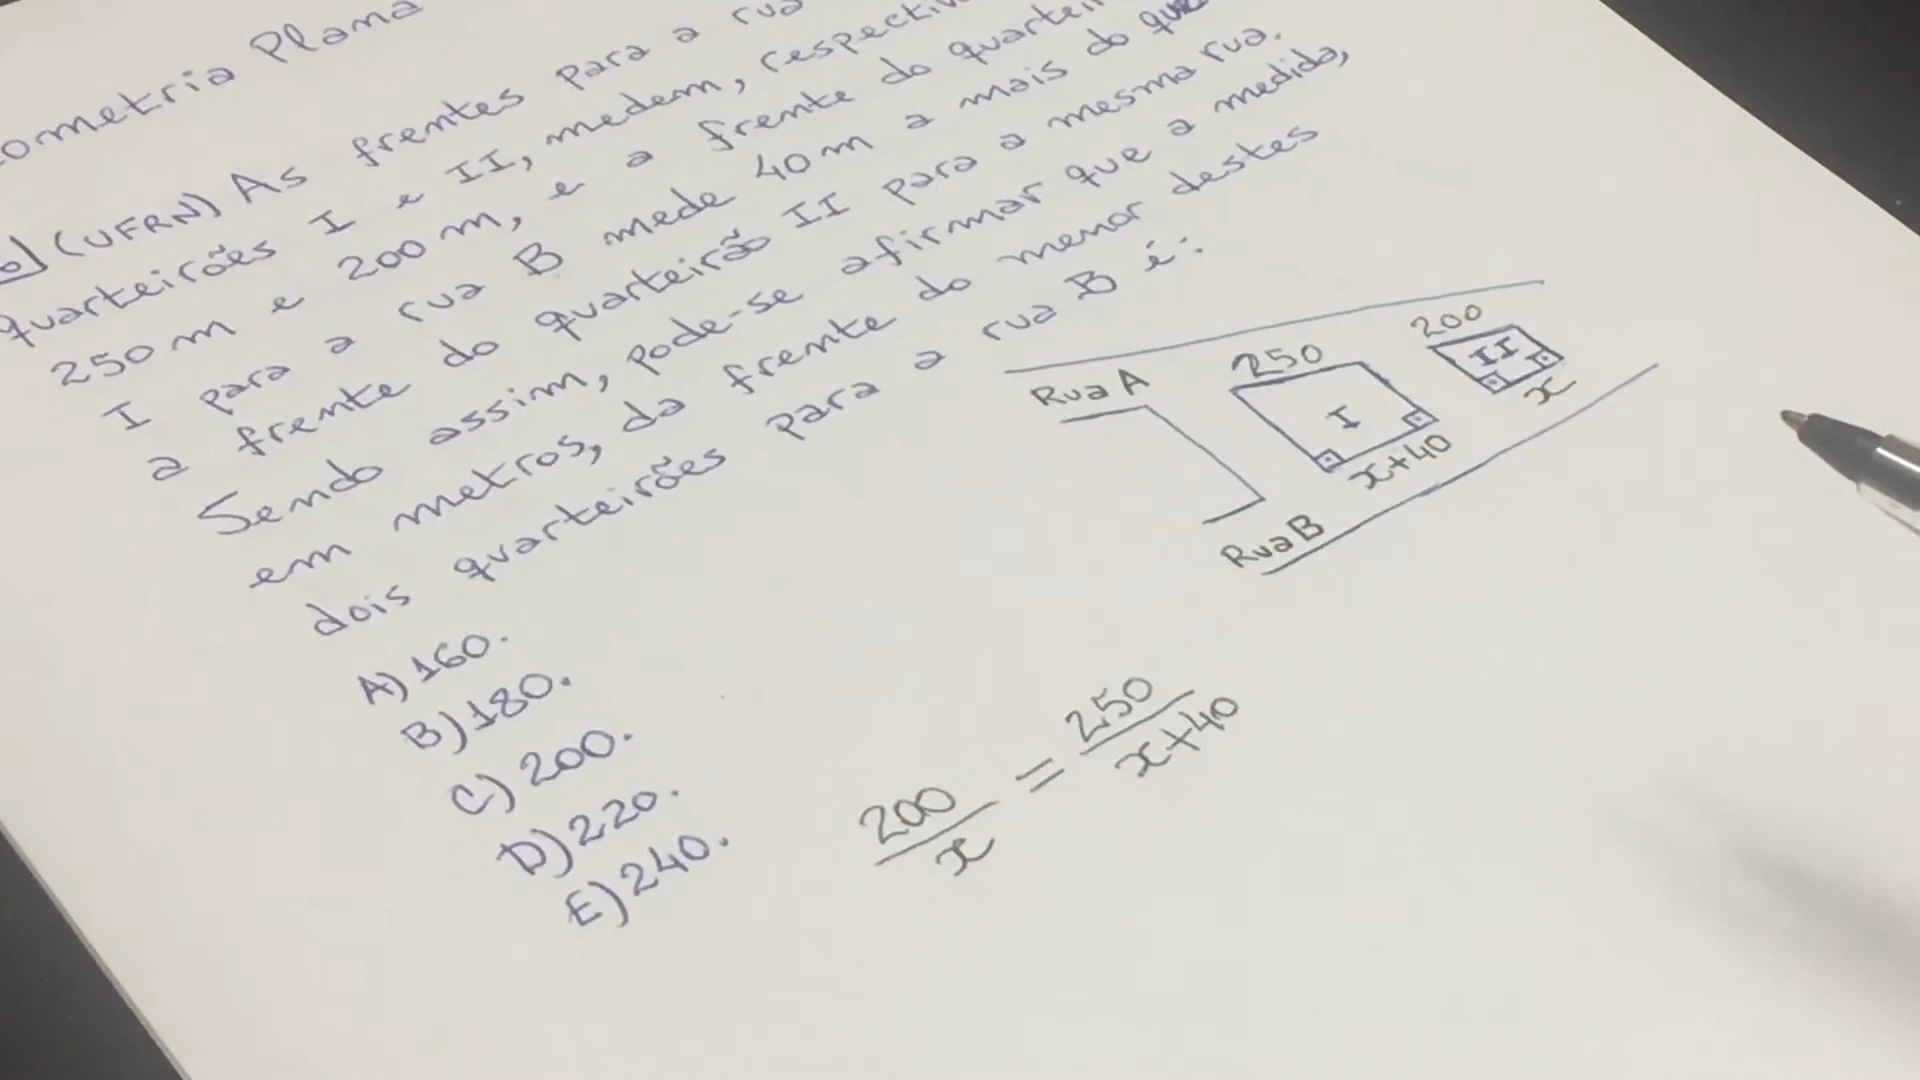 ometria Plana
(UFRN) As frentes para a rua
quarteirões I e II, medem,
250 m e 200 m, e a frente do
I para a rua B mede 40 m a mais do que
a frente do quarteirão II para a mesma rua.
Sendo assim, pode-se afirmar que a medida,
em metros, da frente do menor destes
dois quarteirões para a rua B é:
A) 160.
B) 180.
C) 200.
D) 220.
E) 240.
Rua A
250
200
I
II
x+40
x
Rua B
200/x = 250/x+40